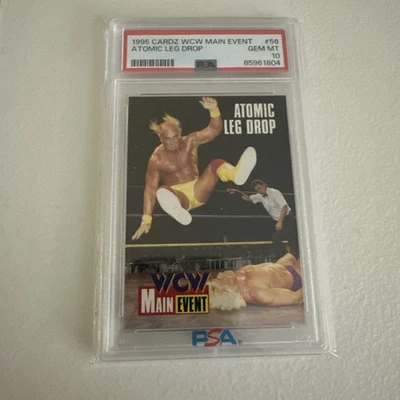 1995 CARDZ WCW MAIN EVENT #56
ATOMIC LEG DROP GEM MT
10
PSA 85961804
ATOMIC
LEG DROP
WCW
MAIN EVENT
PSA